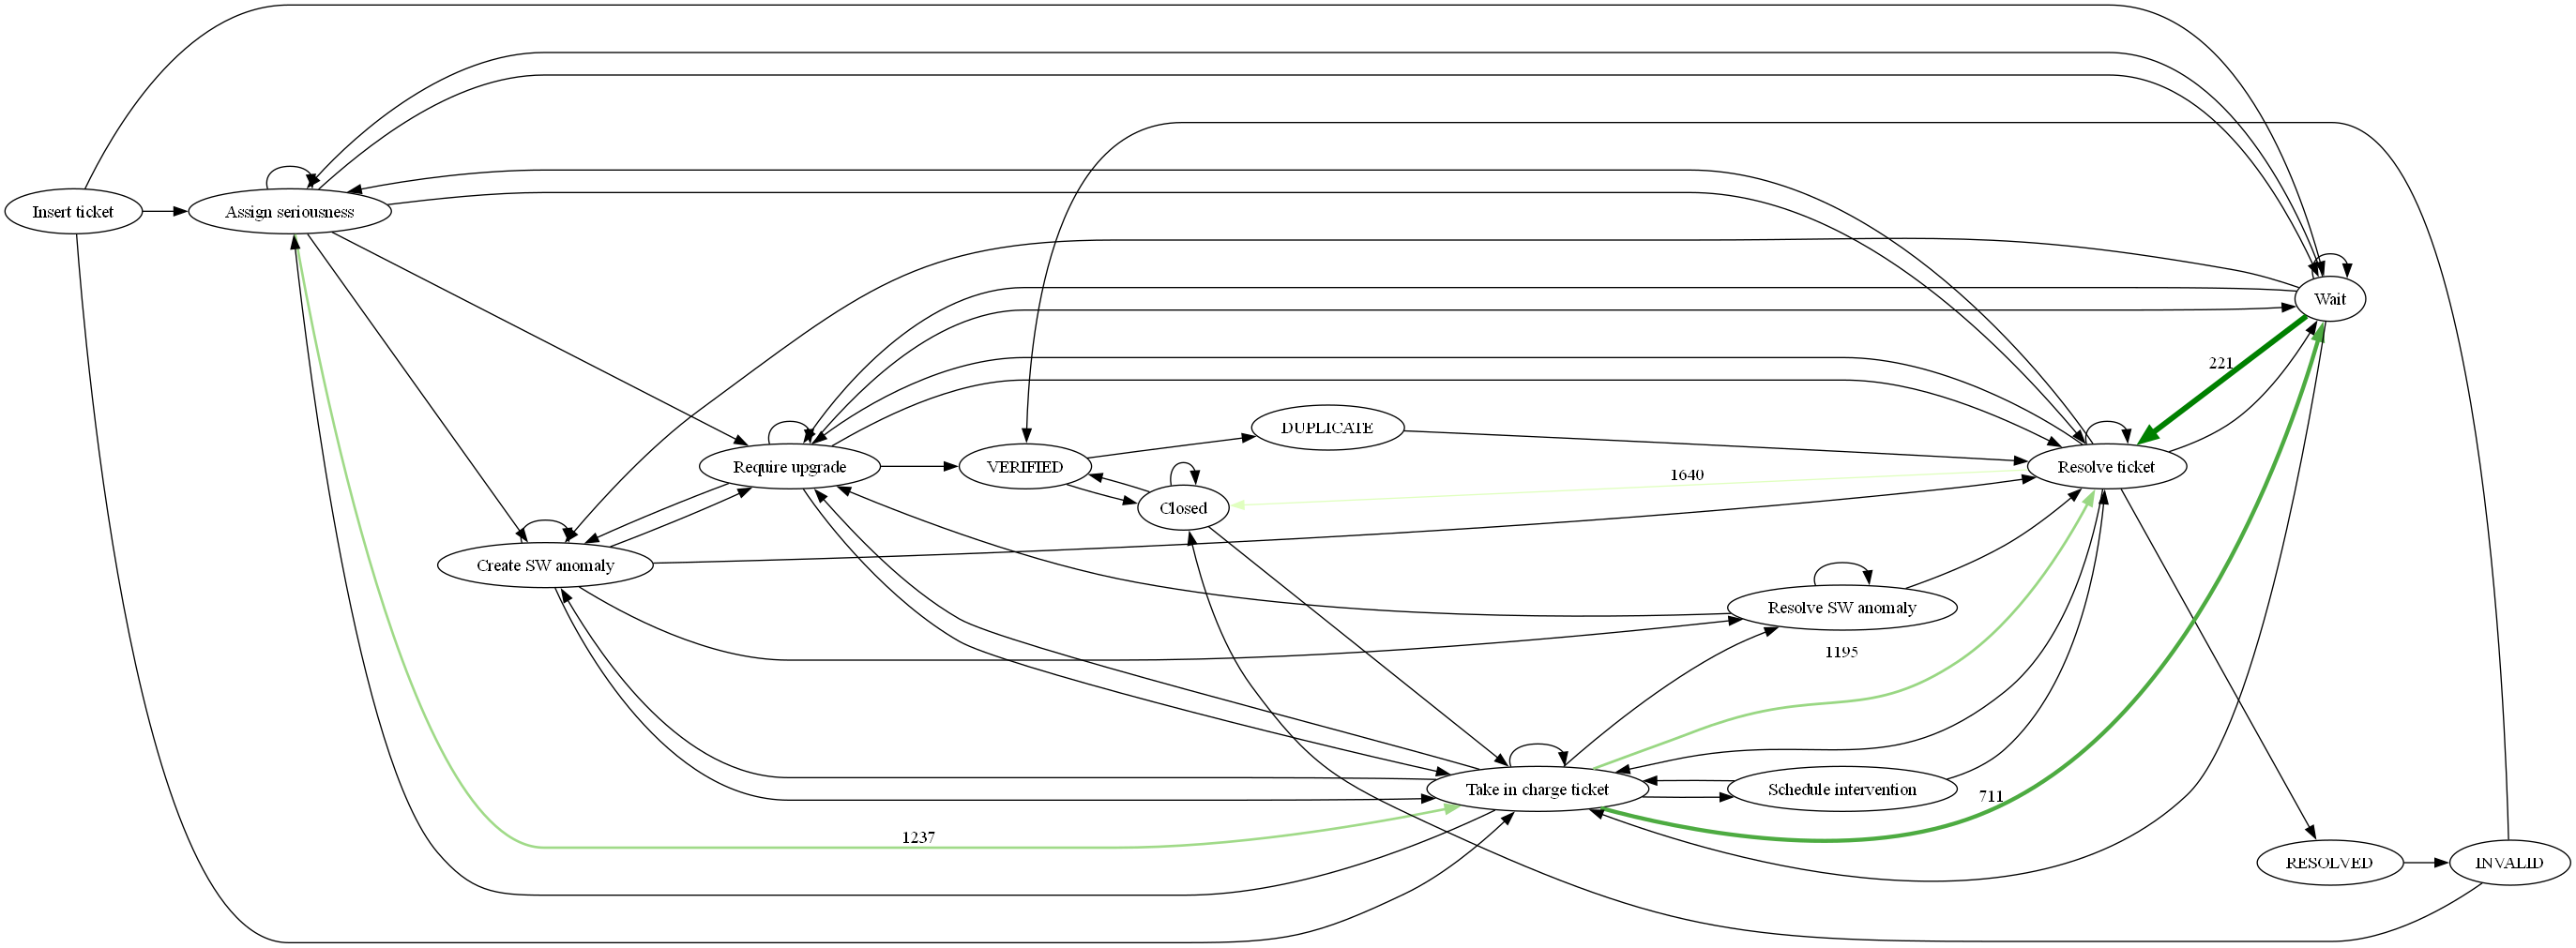 Insert ticket
Assign seriousness
Wait
221
DUPLICATE
Require upgrade
VERIFIED
Resolve ticket
1640
Closed
Create SW anomaly
Resolve SW anomaly
1195
Take in charge ticket
Schedule intervention
711
1237
RESOLVED
INVALID